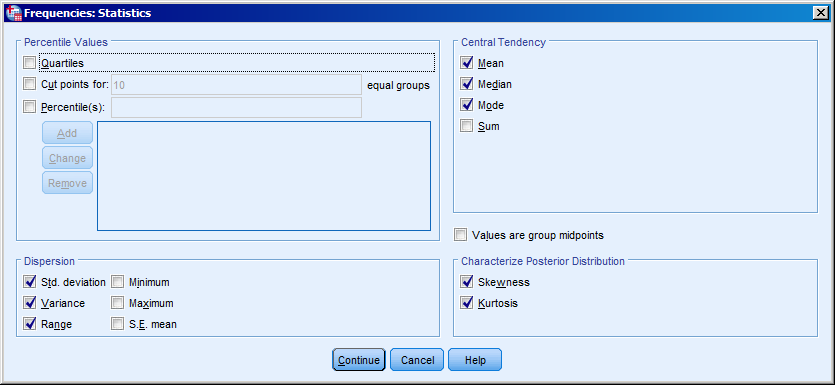 Frequencies: Statistics
Percentile Values
Quartiles
Cut points for: 10 equal groups
Percentile(s):
Add
Change
Remove
Central Tendency
Mean
Median
Mode
Sum
Values are group midpoints
Dispersion
Std. deviation Minimum
Variance Maximum
Range S.E. mean
Characterize Posterior Distribution
Skewness
Kurtosis
Continue Cancel Help